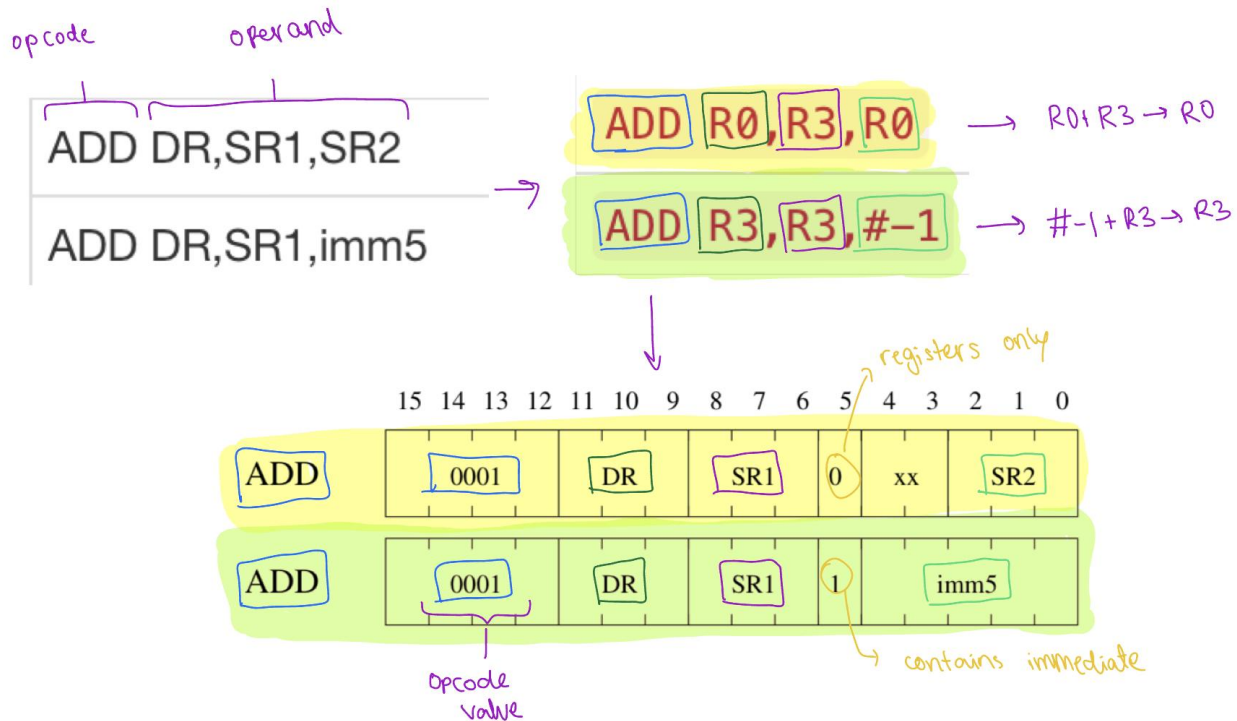 opcode operand
ADD DR,SR1,SR2
ADD DR,SR1,imm5
ADD R0,R3,R0 → R0+R3 → R0
ADD R3,R3,#-1 → #-1+R3 → R3
registers only
15 14 13 12 11 10 9 8 7 6 5 4 3 2 1 0
ADD 0001 DR SR1 0 xx SR2
ADD 0001 DR SR1 1 imm5
opcode value
contains immediate